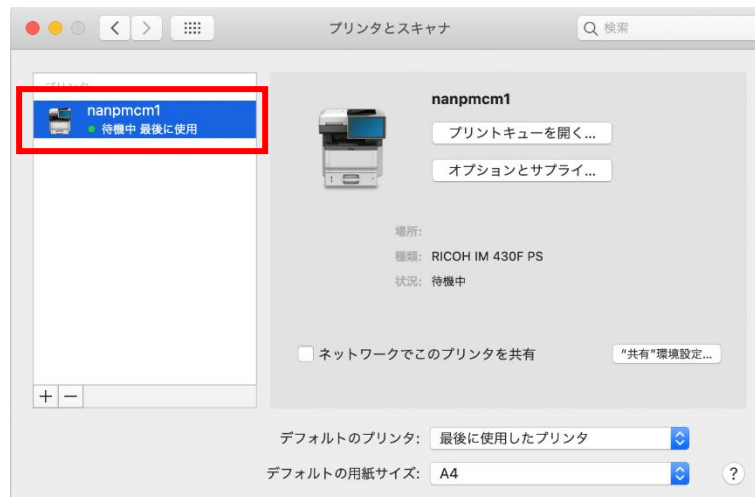 プリンタとスキャナ
検索
プリンタ
nanpmcm1
待機中 最後に使用
nanpmcm1
プリントキューを開く...
オプションとサプライ...
場所:
種類: RICOH IM 430F PS
状況: 待機中
ネットワークでこのプリンタを共有
“共有”環境設定...
+ −
デフォルトのプリンタ: 最後に使用したプリンタ
デフォルトの用紙サイズ: A4
?